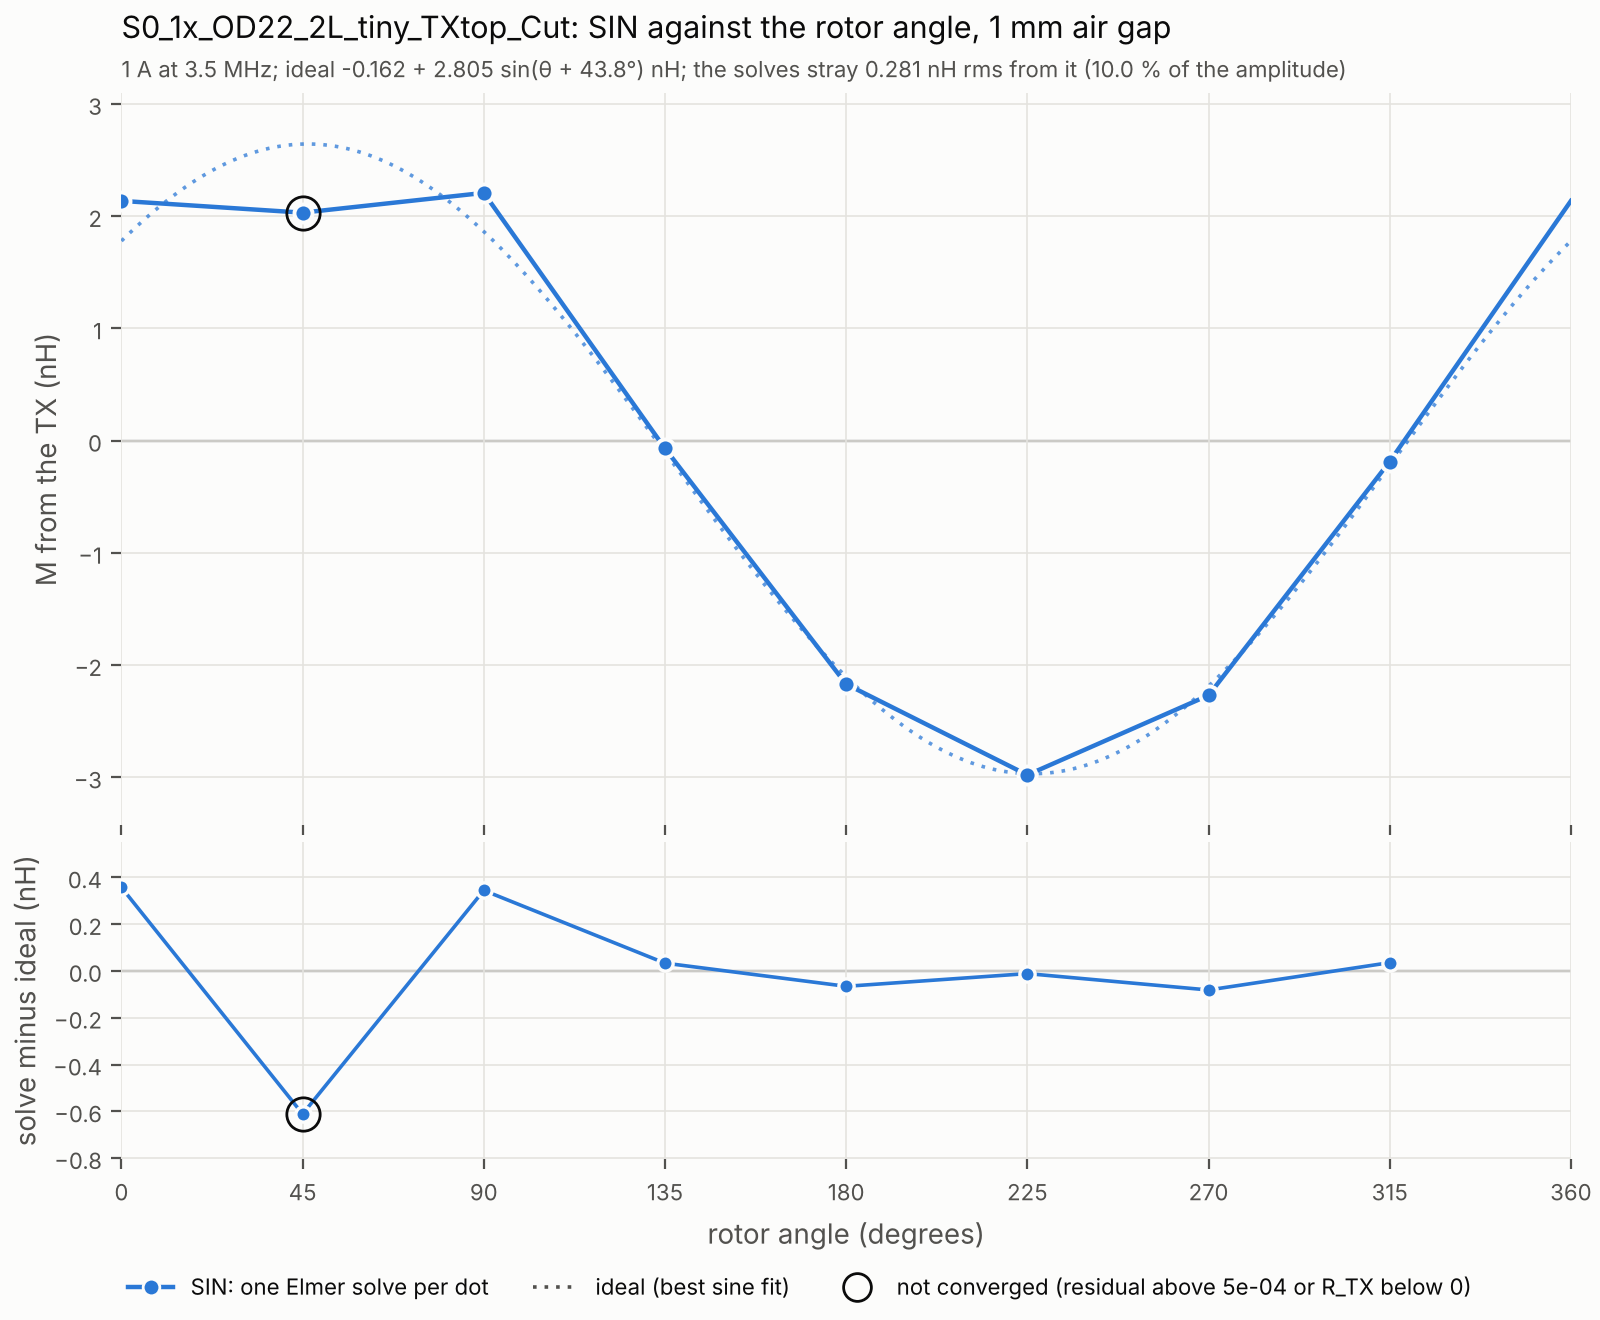 S0_1x_OD22_2L_tiny_TXtop_Cut: SIN against the rotor angle, 1 mm air gap
1 A at 3.5 MHz; ideal -0.162 + 2.805 sin(θ + 43.8°) nH; the solves stray 0.281 nH rms from it (10.0 % of the amplitude)
M from the TX (nH)
3
2
1
0
−1
−2
−3
solve minus ideal (nH)
0.4
0.2
0.0
−0.2
−0.4
−0.6
−0.8
0 45 90 135 180 225 270 315 360
rotor angle (degrees)
SIN: one Elmer solve per dot ideal (best sine fit) not converged (residual above 5e-04 or R_TX below 0)